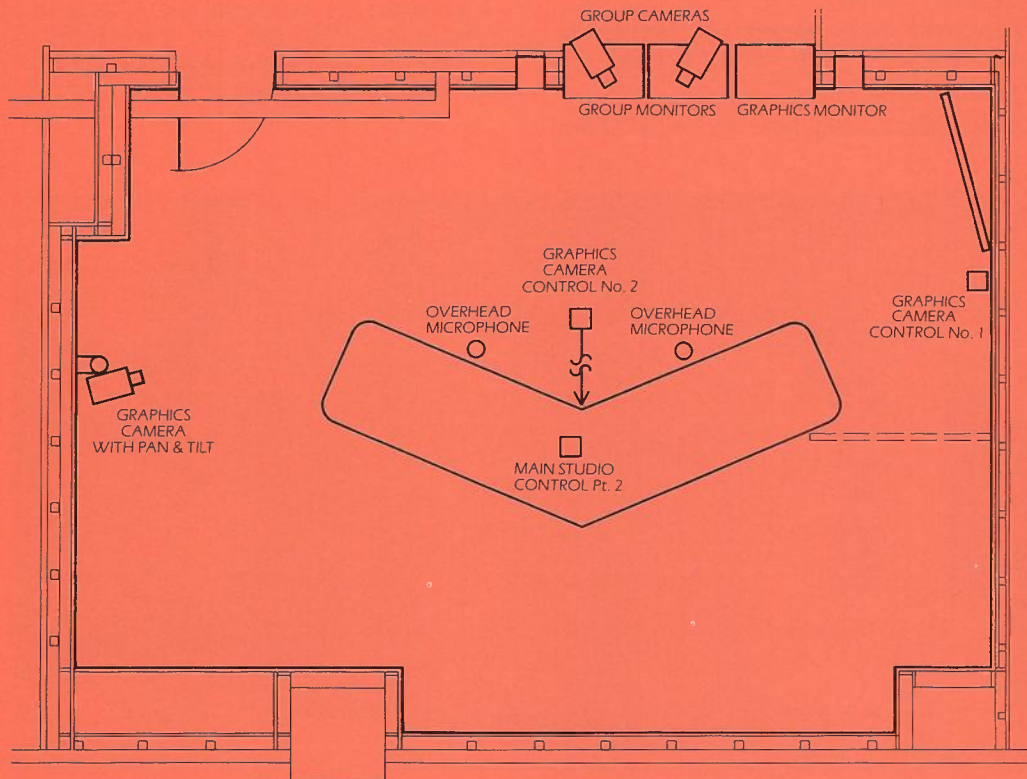 GROUP CAMERAS
GROUP MONITORS
GRAPHICS MONITOR
GRAPHICS
CAMERA
CONTROL No. 2
OVERHEAD
MICROPHONE
OVERHEAD
MICROPHONE
GRAPHICS
CAMERA
CONTROL No. 1
GRAPHICS
CAMERA
WITH PAN & TILT
MAIN STUDIO
CONTROL Pt. 2